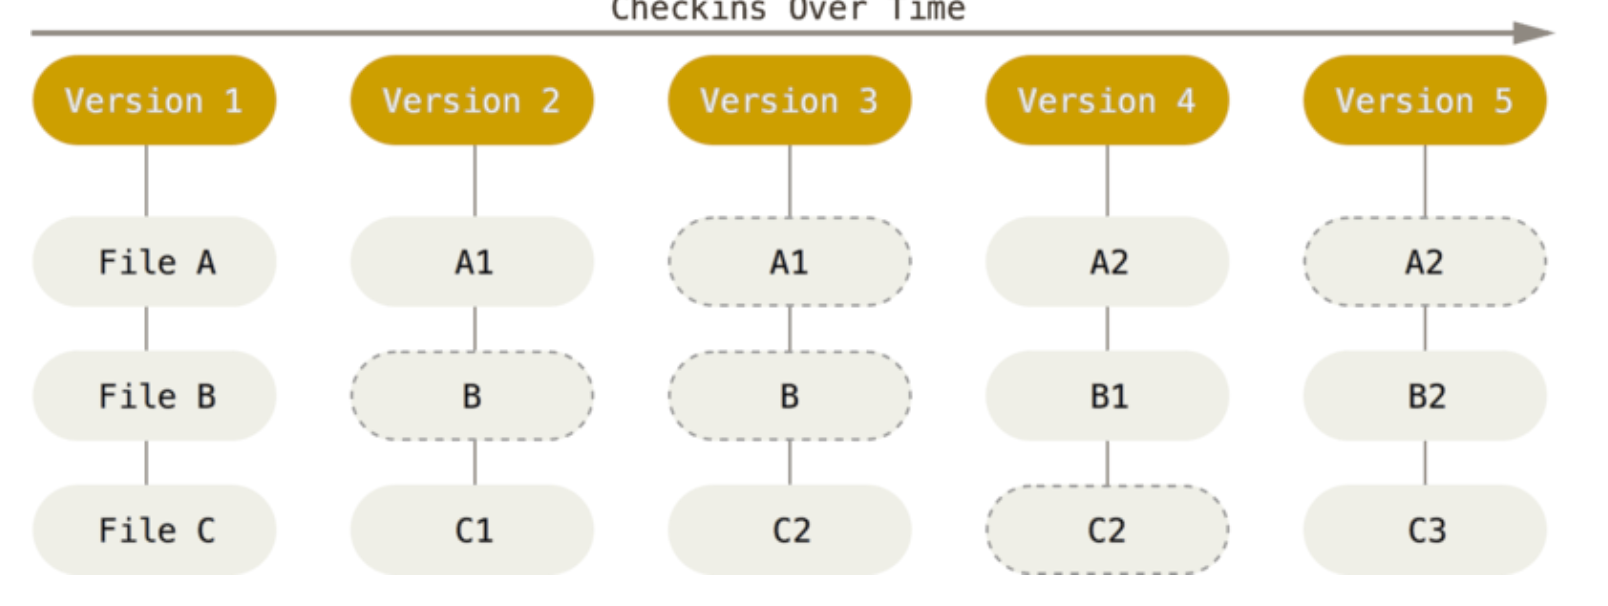 Checkins Over Time
Version 1 Version 2 Version 3 Version 4 Version 5
File A A1 A1 A2 A2
File B B B B1 B2
File C C1 C2 C2 C3